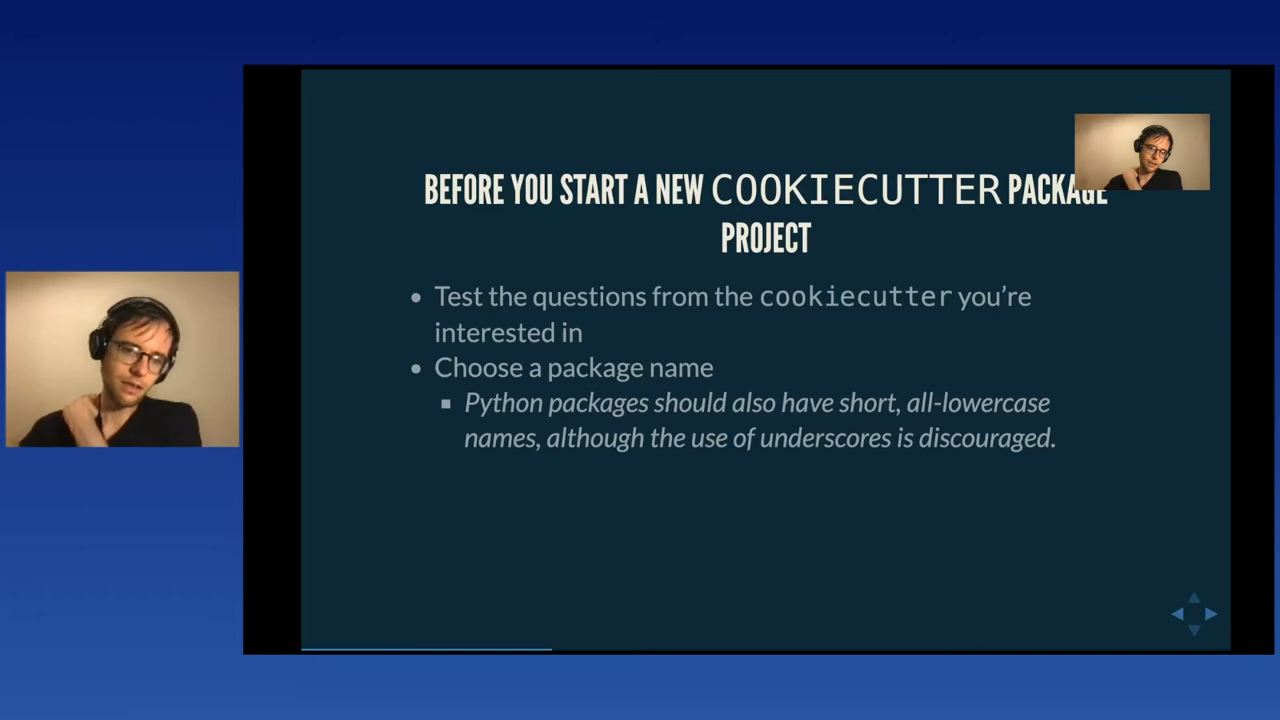 BEFORE YOU START A NEW COOKIECUTTER PACKAGE
PROJECT
• Test the questions from the cookiecutter you’re
interested in
• Choose a package name
▪ Python packages should also have short, all-lowercase
names, although the use of underscores is discouraged.